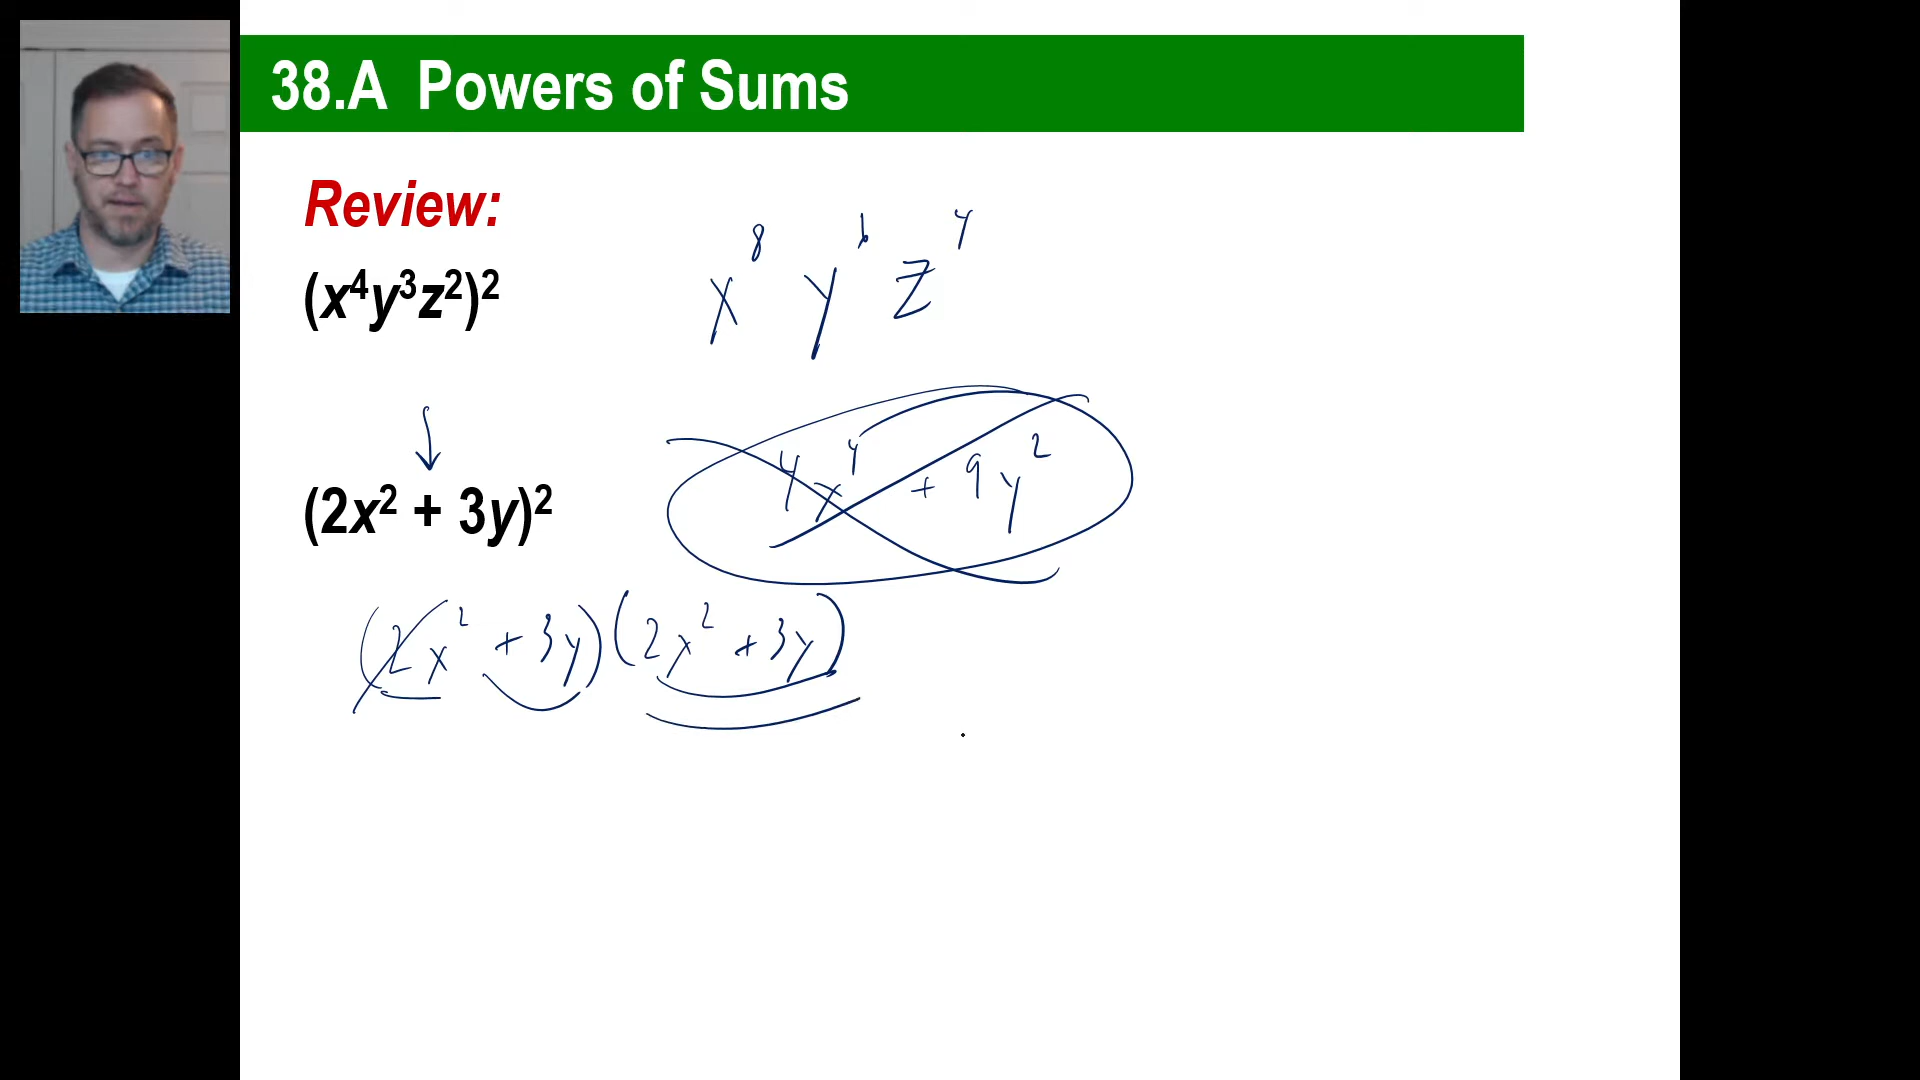 38.A Powers of Sums
Review:
(x⁴y³z²)² x⁸ y⁶ z⁴
(2x² + 3y)² 4x⁴ + 9y²
(2x² + 3y)(2x² + 3y)